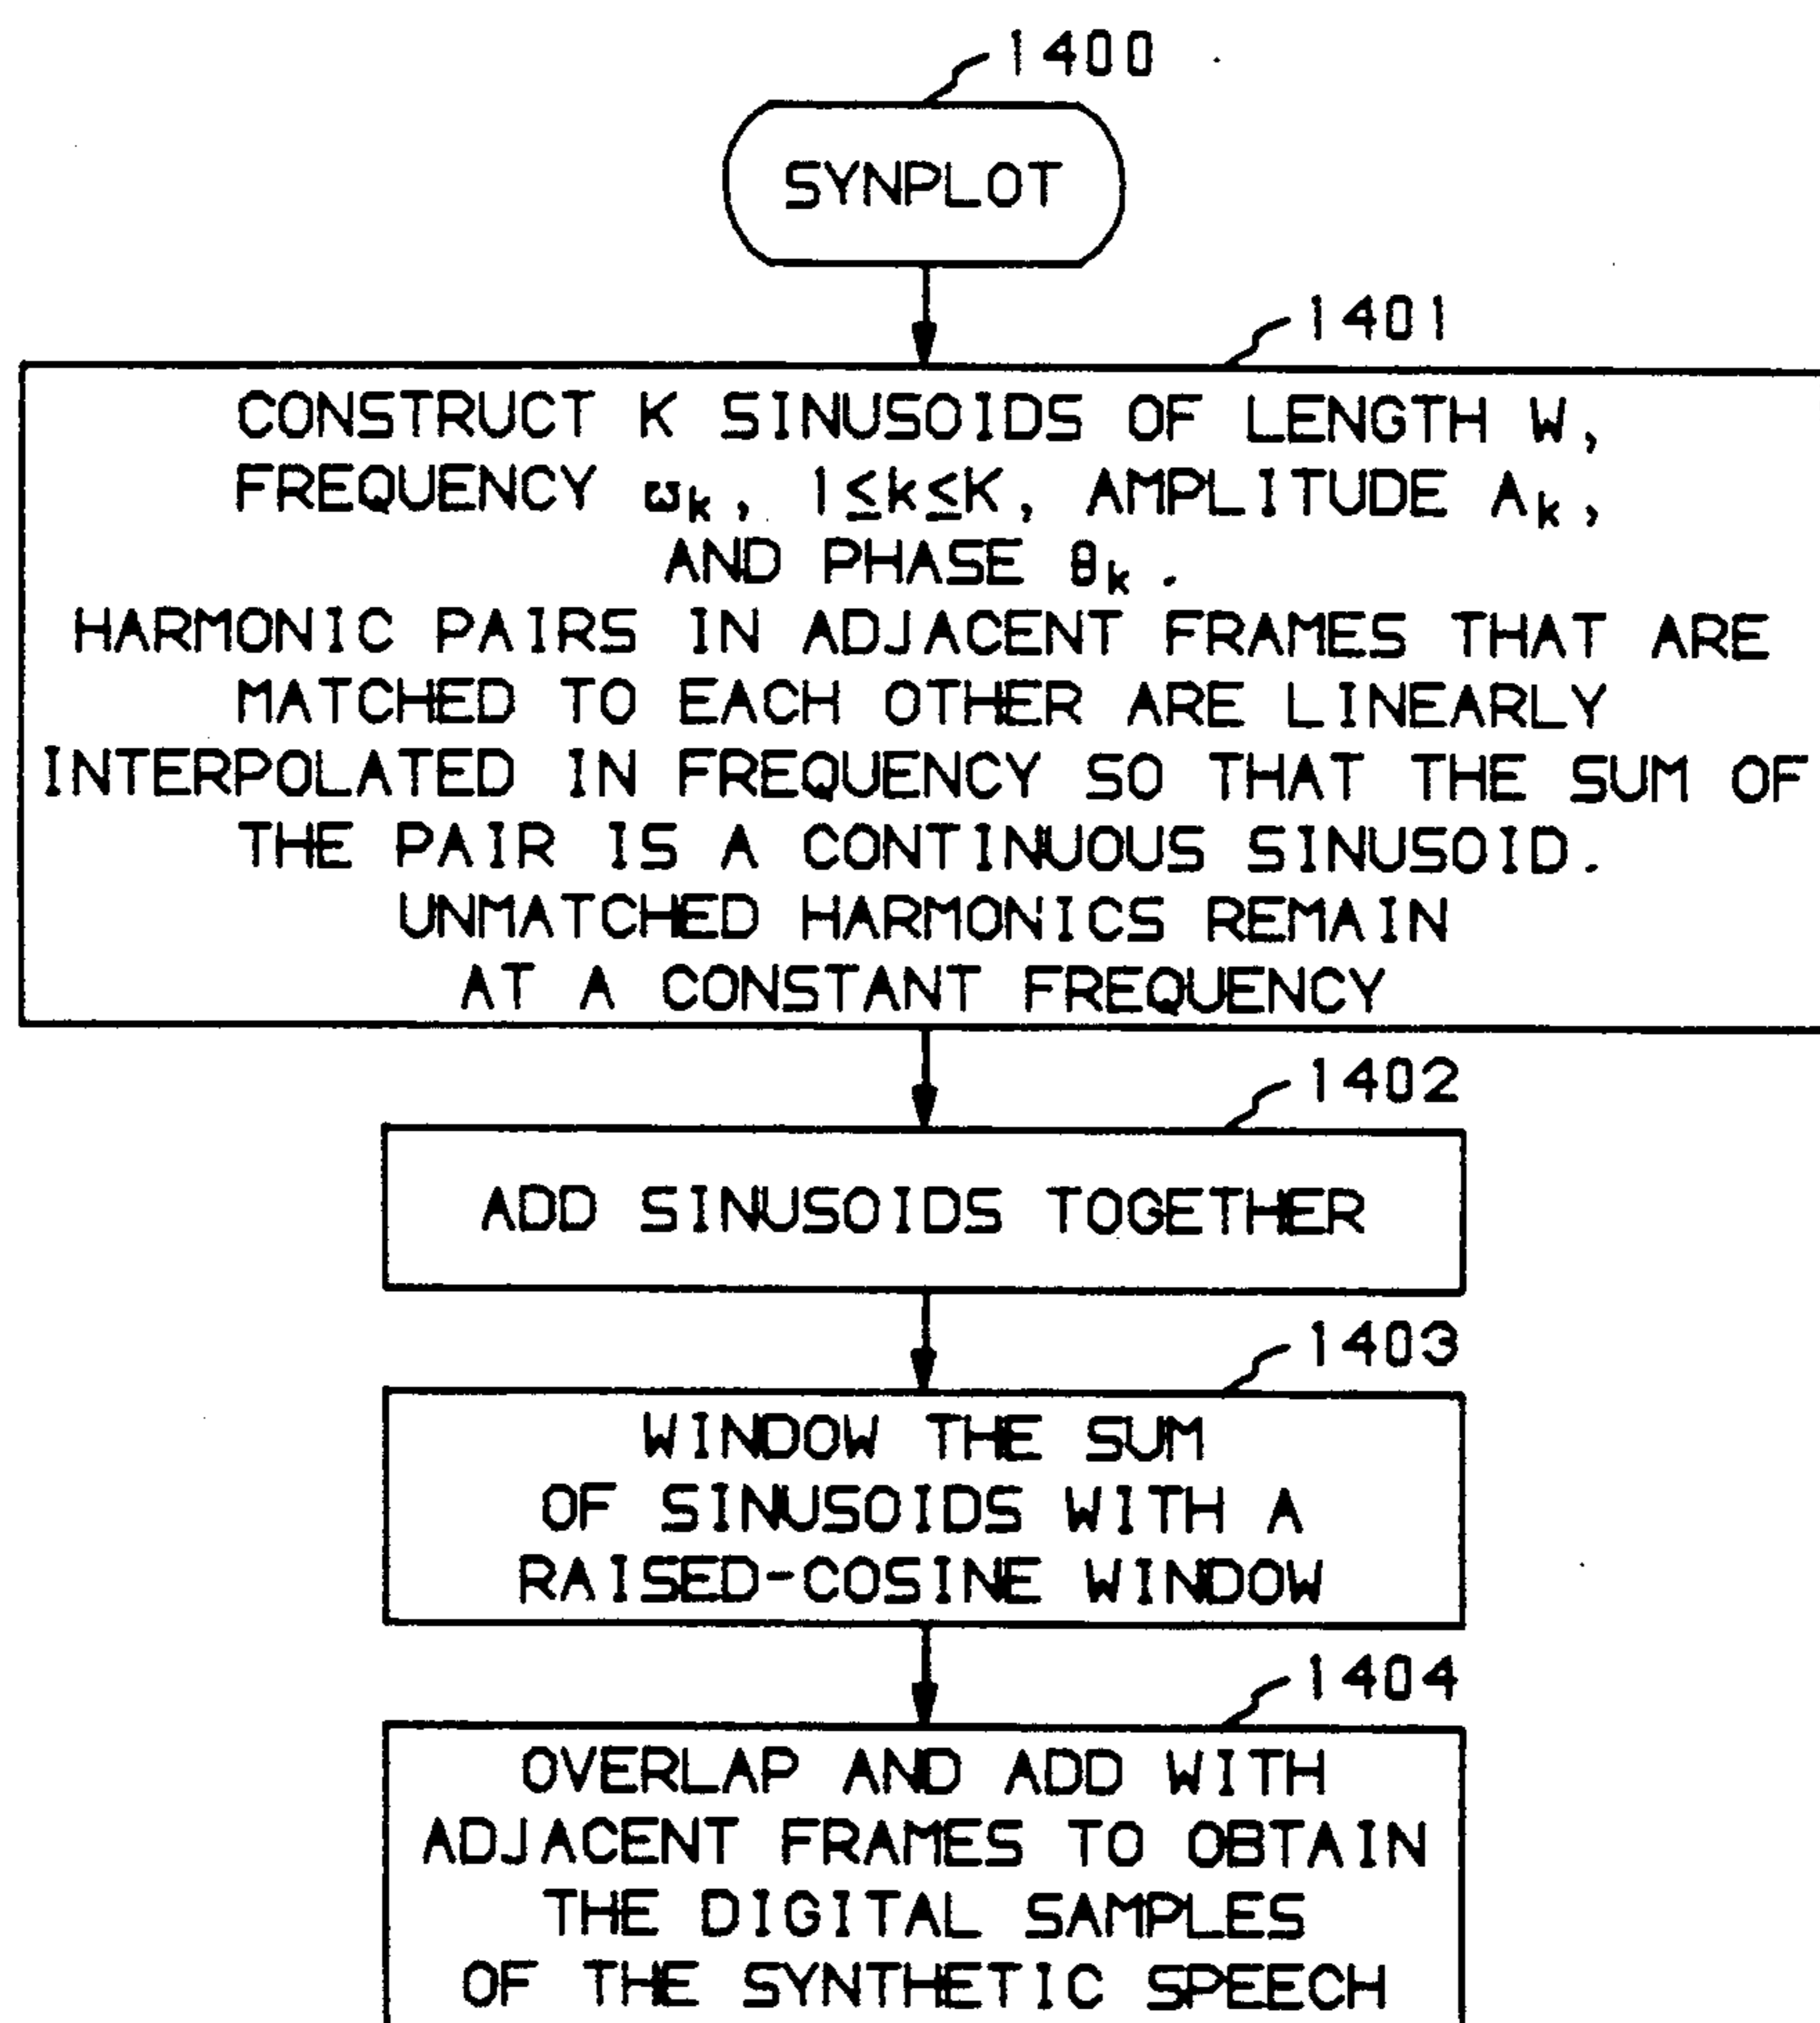 1400
SYNPLOT
1401
CONSTRUCT K SINUSOIDS OF LENGTH W,
FREQUENCY ωk, 1≤k≤K, AMPLITUDE Ak,
AND PHASE θk.
HARMONIC PAIRS IN ADJACENT FRAMES THAT ARE
MATCHED TO EACH OTHER ARE LINEARLY
INTERPOLATED IN FREQUENCY SO THAT THE SUM OF
THE PAIR IS A CONTINUOUS SINUSOID.
UNMATCHED HARMONICS REMAIN
AT A CONSTANT FREQUENCY
1402
ADD SINUSOIDS TOGETHER
1403
WINDOW THE SUM
OF SINUSOIDS WITH A
RAISED-COSINE WINDOW
1404
OVERLAP AND ADD WITH
ADJACENT FRAMES TO OBTAIN
THE DIGITAL SAMPLES
OF THE SYNTHETIC SPEECH